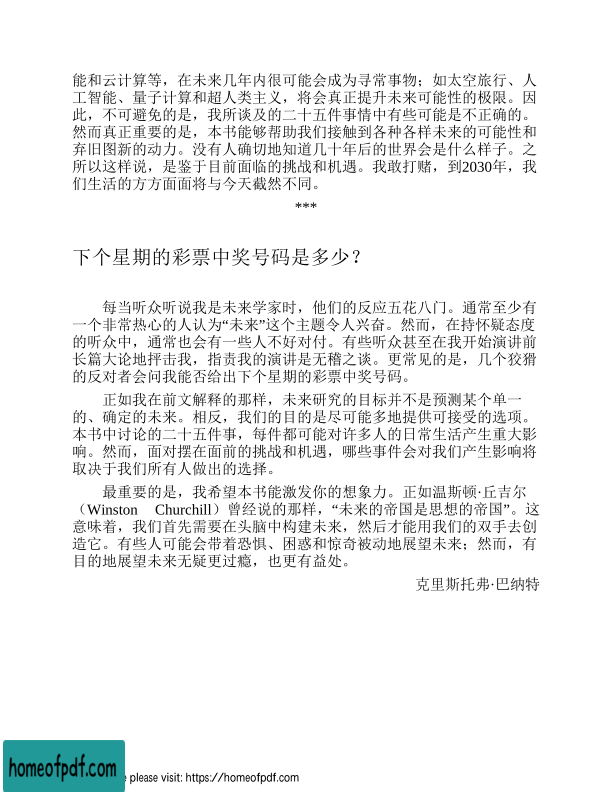 能和云计算等，在未来几年内很可能会成为寻常事物；如太空旅行、人
工智能、量子计算和超人类主义，将会真正提升未来可能性的极限。因
此，不可避免的是，我所谈及的二十五件事情中有些可能是不正确的。
然而真正重要的是，本书能够帮助我们接触到各种各样未来的可能性和
弃旧图新的动力。没有人确切地知道几十年后的世界会是什么样子。之
所以这样说，是鉴于目前面临的挑战和机遇。我敢打赌，到2030年，我
们生活的方方面面将与今天截然不同。
***
下个星期的彩票中奖号码是多少？
每当听众听说我是未来学家时，他们的反应五花八门。通常至少有
一个非常热心的人认为“未来”这个主题令人兴奋。然而，在持怀疑态度
的听众中，通常也会有一些人不好对付。有些听众甚至在我开始演讲前
长篇大论地抨击我，指责我的演讲是无稽之谈。更常见的是，几个狡猾
的反对者会问我能否给出下个星期的彩票中奖号码。
正如我在前文解释的那样，未来研究的目标并不是预测某个单一
的、确定的未来。相反，我们的目的是尽可能多地提供可接受的选项。
本书中讨论的二十五件事，每件都可能对许多人的日常生活产生重大影
响。然而，面对摆在面前的挑战和机遇，哪些事件会对我们产生影响将
取决于我们所有人做出的选择。
最重要的是，我希望本书能激发你的想象力。正如温斯顿·丘吉尔
（Winston Churchill）曾经说的那样，“未来的帝国是思想的帝国”。这
意味着，我们首先需要在头脑中构建未来，然后才能用我们的双手去创
造它。有些人可能会带着恐惧、困惑和惊奇被动地展望未来；然而，有
目的地展望未来无疑更过瘾，也更有益处。
克里斯托弗·巴纳特
homeofpdf.com
please visit: https://homeofpdf.com